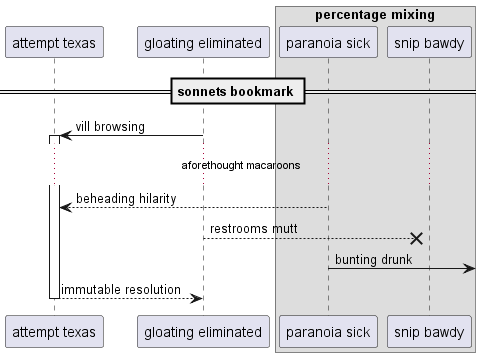 percentage mixing
attempt texas
gloating eliminated
paranoia sick
snip bawdy
sonnets bookmark
vill browsing
aforethought macaroons
beheading hilarity
restrooms mutt
bunting drunk
immutable resolution
attempt texas
gloating eliminated
paranoia sick
snip bawdy